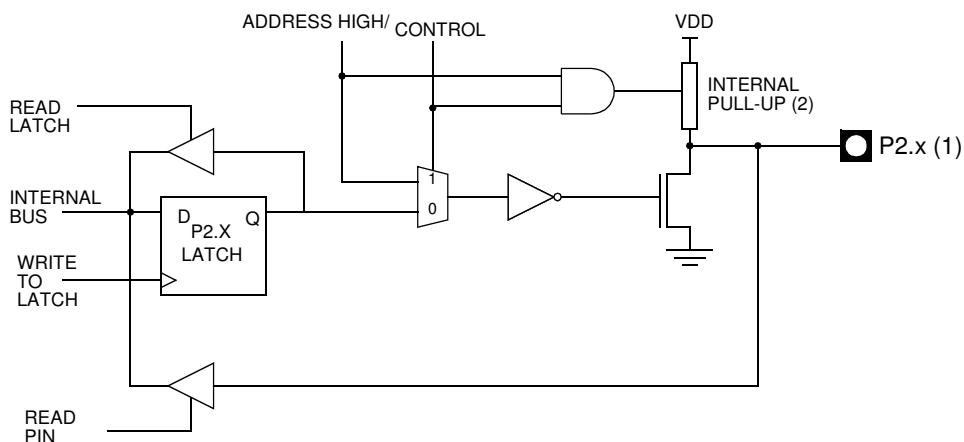 ADDRESS HIGH/ CONTROL
VDD
INTERNAL
PULL-UP (2)
READ
LATCH
P2.x (1)
1
0
INTERNAL
BUS
D Q
P2.X
LATCH
WRITE
TO
LATCH
READ
PIN